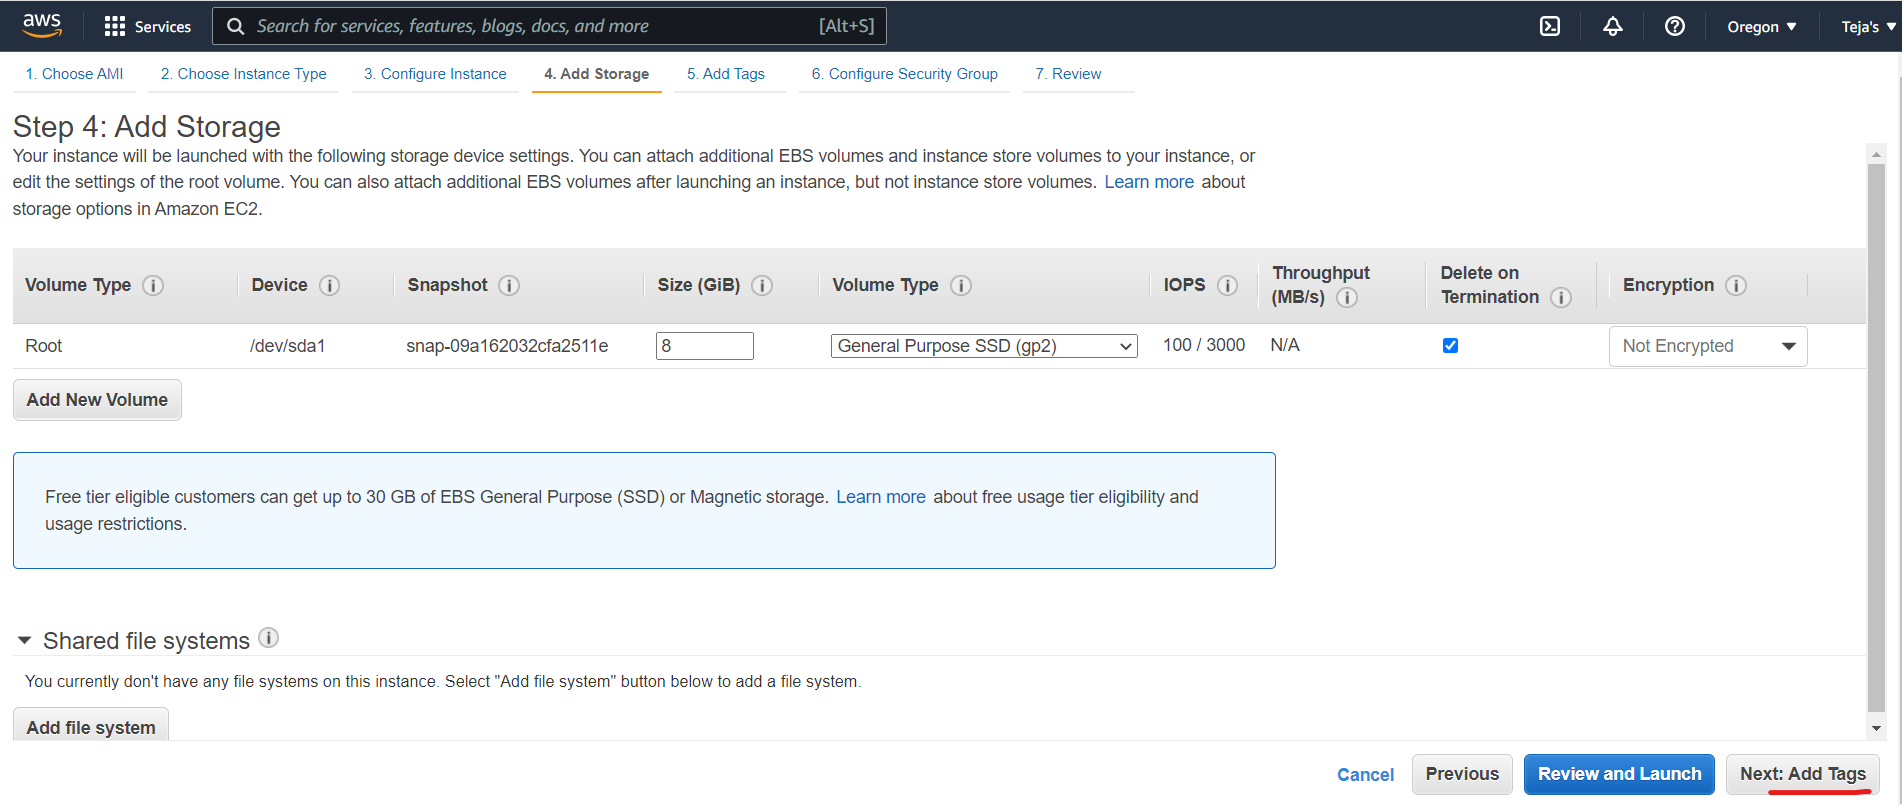 aws Services Search for services, features, blogs, docs, and more [Alt+S] Oregon Teja's
1. Choose AMI 2. Choose Instance Type 3. Configure Instance 4. Add Storage 5. Add Tags 6. Configure Security Group 7. Review
Step 4: Add Storage
Your instance will be launched with the following storage device settings. You can attach additional EBS volumes and instance store volumes to your instance, or
edit the settings of the root volume. You can also attach additional EBS volumes after launching an instance, but not instance store volumes. Learn more about
storage options in Amazon EC2.
Volume Type Device Snapshot Size (GiB) Volume Type IOPS Throughput (MB/s) Delete on Termination Encryption
Root /dev/sda1 snap-09a162032cfa2511e 8 General Purpose SSD (gp2) 100 / 3000 N/A Not Encrypted
Add New Volume
Free tier eligible customers can get up to 30 GB of EBS General Purpose (SSD) or Magnetic storage. Learn more about free usage tier eligibility and
usage restrictions.
Shared file systems
You currently don't have any file systems on this instance. Select "Add file system" button below to add a file system.
Add file system
Cancel Previous Review and Launch Next: Add Tags